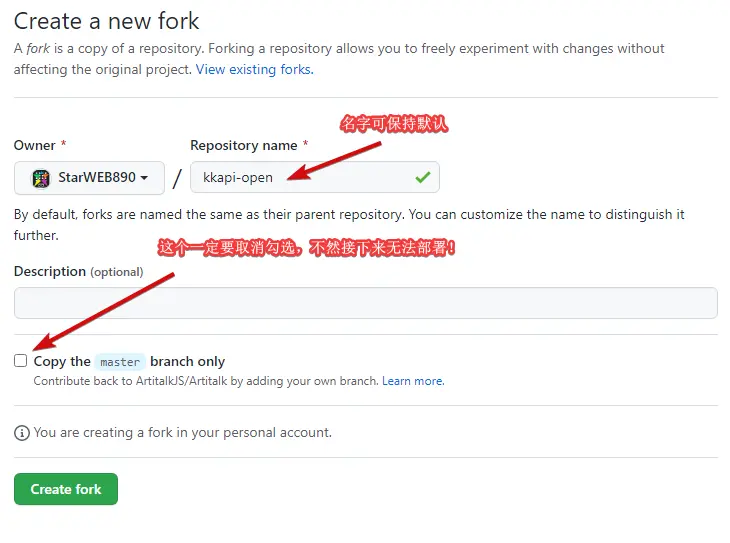 Create a new fork
A fork is a copy of a repository. Forking a repository allows you to freely experiment with changes without
affecting the original project. View existing forks.
名字可保持默认
Owner *
Repository name *
StarWEB890
/
kkapi-open
By default, forks are named the same as their parent repository. You can customize the name to distinguish it
further.
这个一定要取消勾选，不然接下来无法部署！
Description (optional)
Copy the master branch only
Contribute back to ArtitalkJS/Artitalk by adding your own branch. Learn more.
You are creating a fork in your personal account.
Create fork